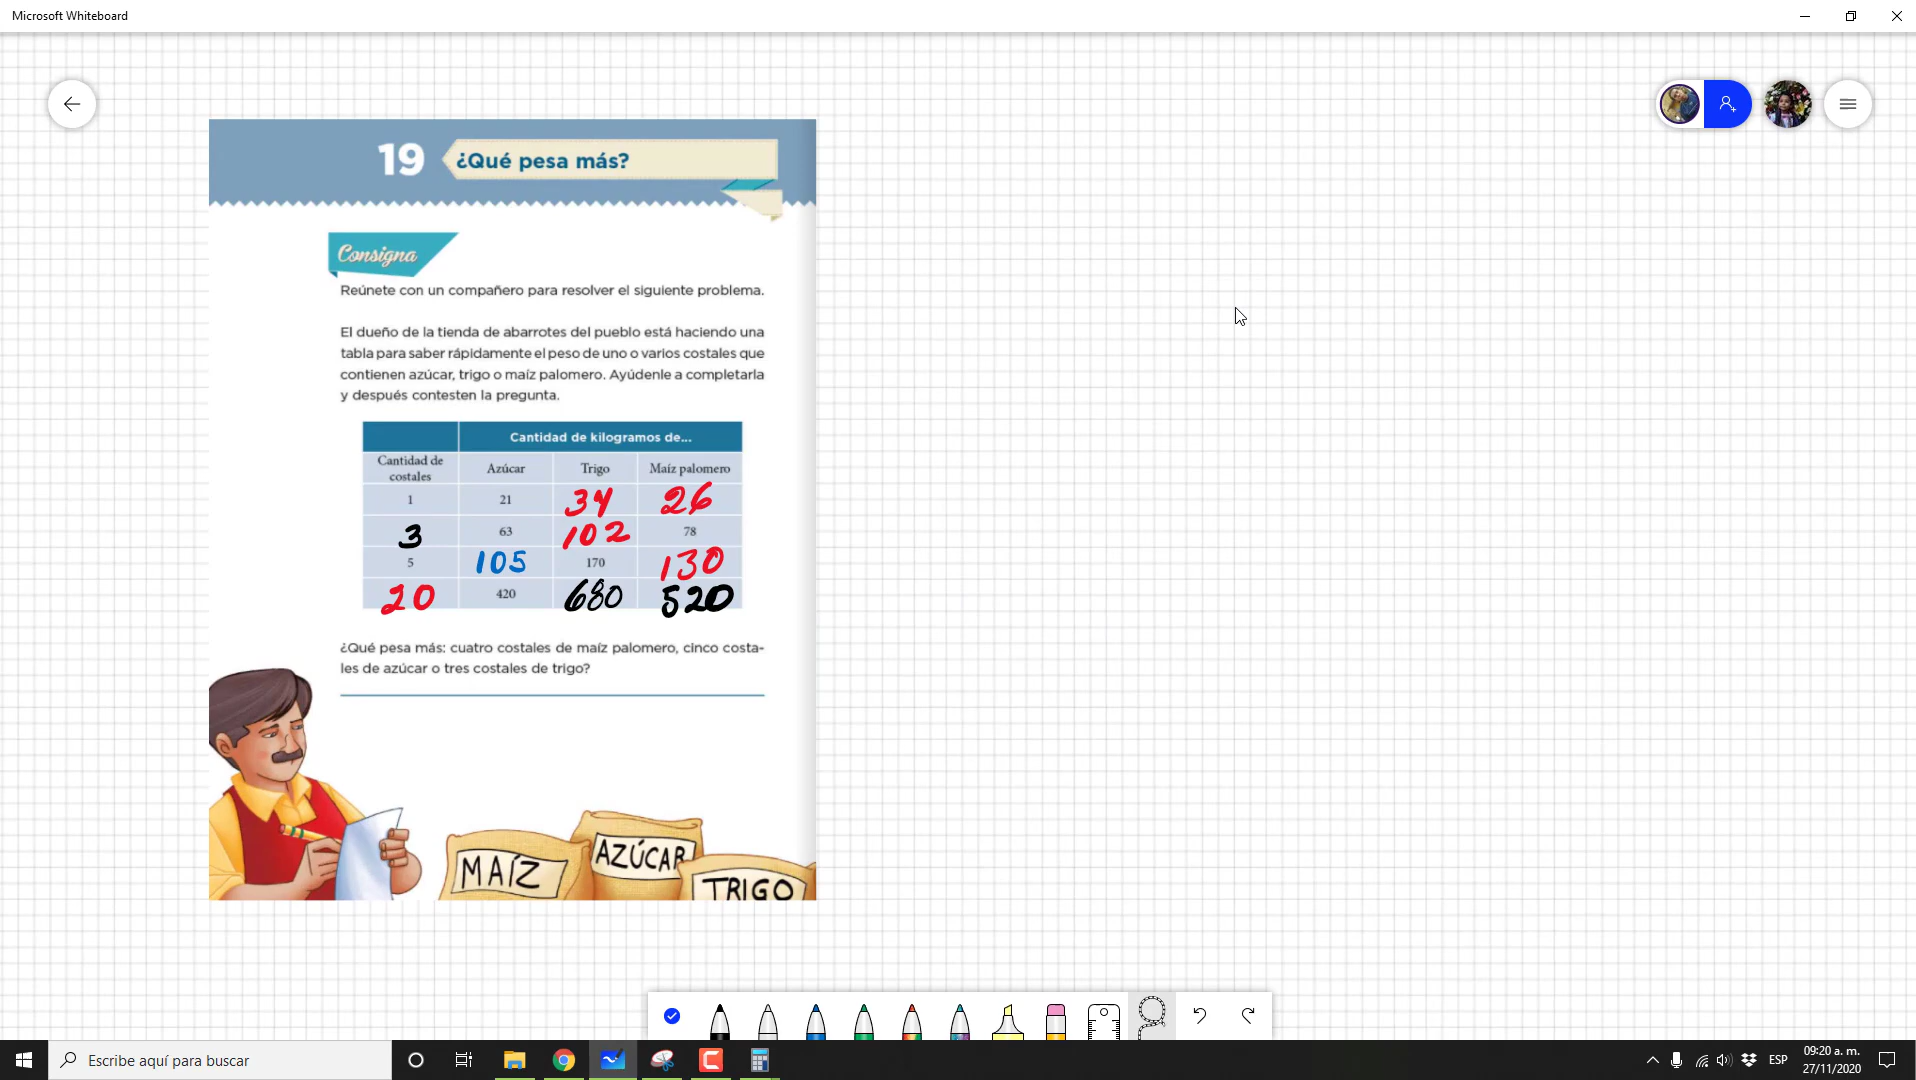 Microsoft Whiteboard
19 ¿Qué pesa más?
Consigna
Reúnete con un compañero para resolver el siguiente problema.
El dueño de la tienda de abarrotes del pueblo está haciendo una
tabla para saber rápidamente el peso de uno o varios costales que
contienen azúcar, trigo o maíz palomero. Ayúdenle a completarla
y después contesten la pregunta.
Cantidad de kilogramos de...
Cantidad de costales Azúcar Trigo Maíz palomero
1 21 34 26
3 63 102 78
5 105 170 130
20 420 680 520
¿Qué pesa más: cuatro costales de maíz palomero, cinco costa-
les de azúcar o tres costales de trigo?
MAÍZ
AZÚCAR
TRIGO
Escribe aquí para buscar
ESP
09:20 a. m.
27/11/2020